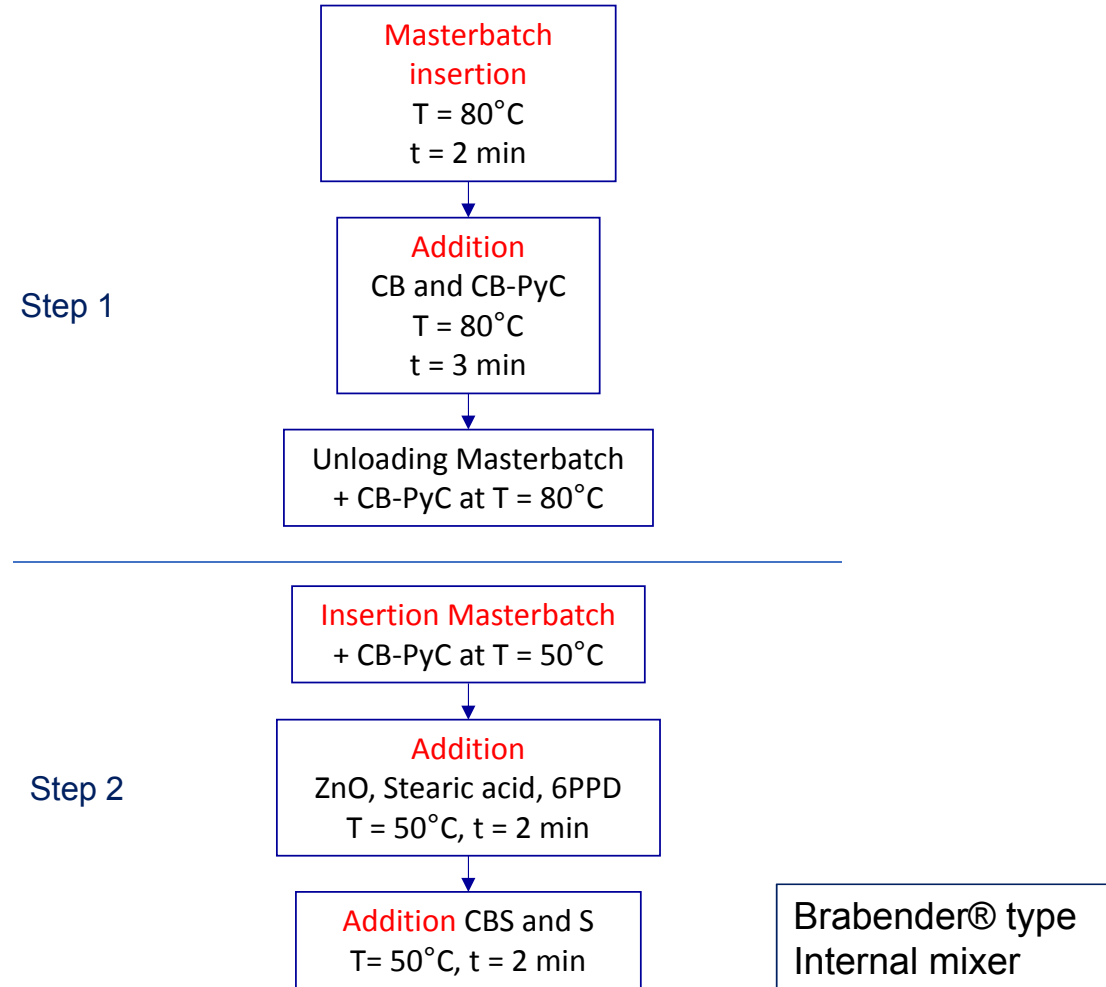 Masterbatch
insertion
T = 80°C
t = 2 min
Step 1
Addition
CB and CB-PyC
T = 80°C
t = 3 min
Unloading Masterbatch
+ CB-PyC at T = 80°C
Insertion Masterbatch
+ CB-PyC at T = 50°C
Step 2
Addition
ZnO, Stearic acid, 6PPD
T = 50°C, t = 2 min
Addition CBS and S
T= 50°C, t = 2 min
Brabender® type
Internal mixer